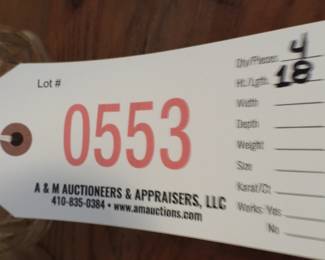 Lot #
0553
A & M AUCTIONEERS & APPRAISERS, LLC
410-835-0384 • www.amauctions.com
Qty/Pieces 4
Ht./Lgth. 18
Width
Depth
Weight
Size
Karat/Ct.
Works: Yes
No